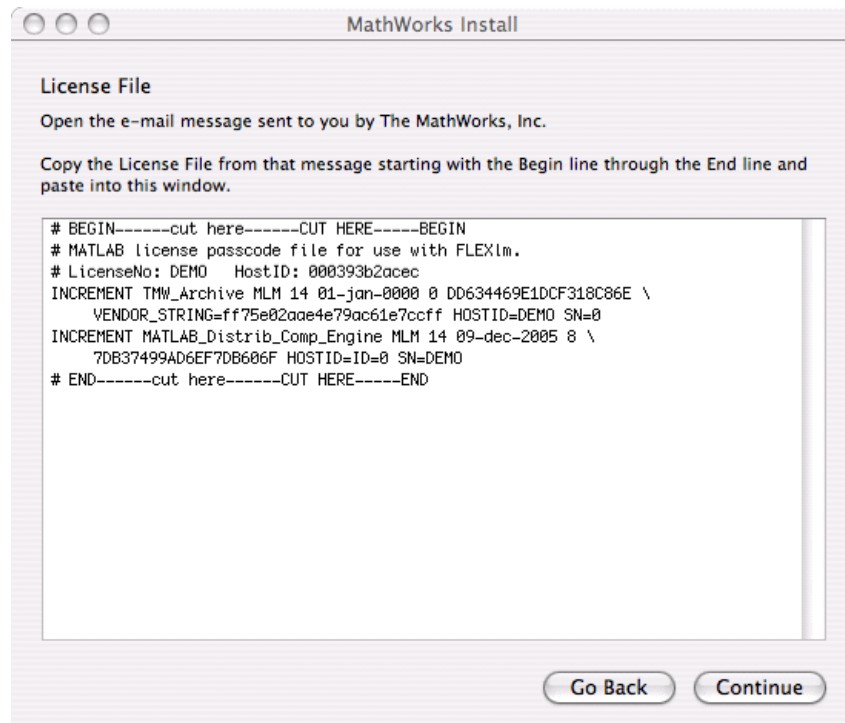 MathWorks Install
License File
Open the e-mail message sent to you by The MathWorks, Inc.
Copy the License File from that message starting with the Begin line through the End line and
paste into this window.
# BEGIN------cut here------CUT HERE-----BEGIN
# MATLAB license passcode file for use with FLEXlm.
# LicenseNo: DEMO   HostID: 000393b2acec
INCREMENT TMW_Archive MLM 14 01-jan-0000 0 DD634469E1DCF318C86E \
VENDOR_STRING=ff75e02aae4e79ac61e7ccff HOSTID=DEMO SN=0
INCREMENT MATLAB_Distrib_Comp_Engine MLM 14 09-dec-2005 8 \
7DB37499AD6EF7DB606F HOSTID=ID=0 SN=DEMO
# END------cut here------CUT HERE-----END
Go Back Continue